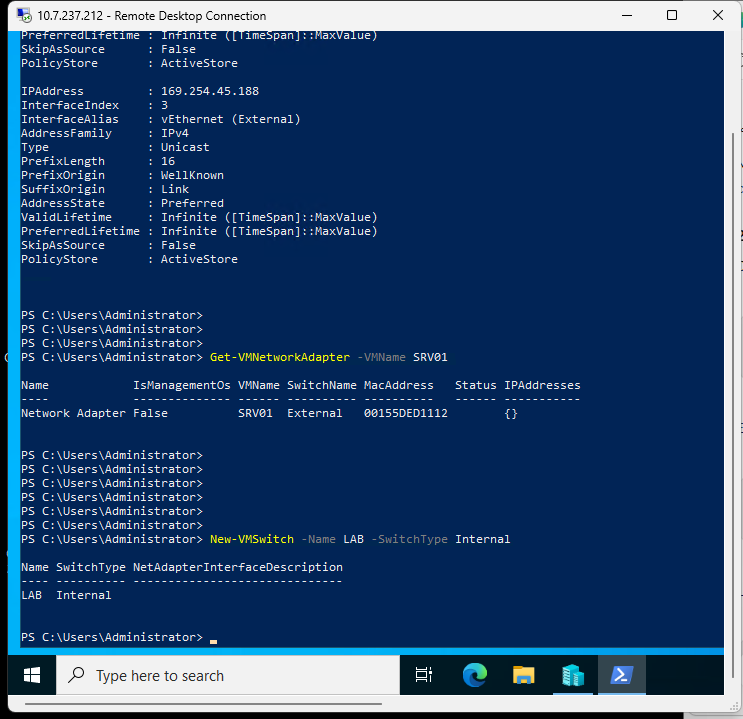 10.7.237.212 - Remote Desktop Connection
PreferredLifetime : Infinite ([TimeSpan]::MaxValue)
SkipAsSource      : False
PolicyStore       : ActiveStore
IPAddress         : 169.254.45.188
InterfaceIndex    : 3
InterfaceAlias    : vEthernet (External)
AddressFamily     : IPv4
Type              : Unicast
PrefixLength      : 16
PrefixOrigin      : WellKnown
SuffixOrigin      : Link
AddressState      : Preferred
ValidLifetime     : Infinite ([TimeSpan]::MaxValue)
PreferredLifetime : Infinite ([TimeSpan]::MaxValue)
SkipAsSource      : False
PolicyStore       : ActiveStore
PS C:\Users\Administrator>
PS C:\Users\Administrator>
PS C:\Users\Administrator>
PS C:\Users\Administrator> Get-VMNetworkAdapter -VMName SRV01
Name            IsManagementOs VMName SwitchName MacAddress   Status IPAddresses
----            -------------- ------ ---------- ----------   ------ -----------
Network Adapter False          SRV01  External   00155DED1112        {}
PS C:\Users\Administrator>
PS C:\Users\Administrator>
PS C:\Users\Administrator>
PS C:\Users\Administrator>
PS C:\Users\Administrator>
PS C:\Users\Administrator>
PS C:\Users\Administrator> New-VMSwitch -Name LAB -SwitchType Internal
Name SwitchType NetAdapterInterfaceDescription
---- ---------- ------------------------------
LAB  Internal
PS C:\Users\Administrator>
Type here to search